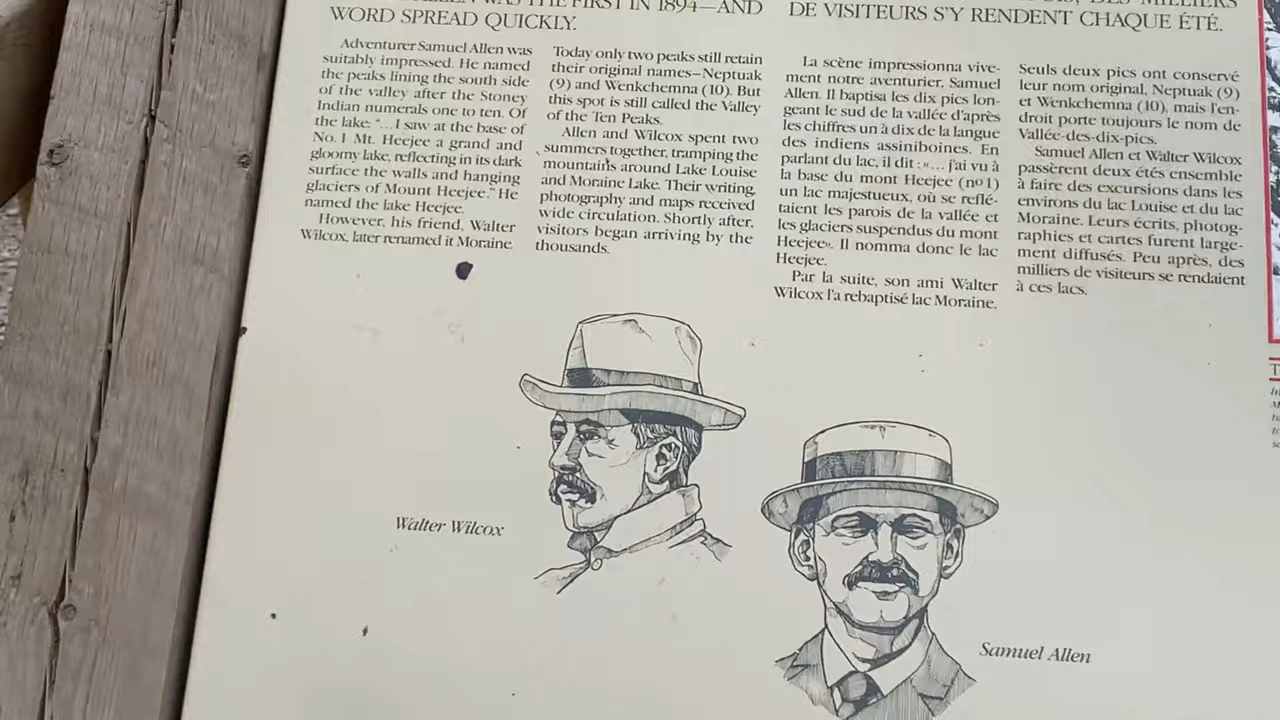 WAS THE FIRST IN 1894—AND
WORD SPREAD QUICKLY.
Adventurer Samuel Allen was
suitably impressed. He named
the peaks lining the south side
of the valley after the Stoney
Indian numerals one to ten. Of
the lake: "...I saw at the base of
No. 1 Mt. Heejee a grand and
gloomy lake, reflecting in its dark
surface the walls and hanging
glaciers of Mount Heejee." He
named the lake Heejee.
However, his friend, Walter
Wilcox, later renamed it Moraine.
Today only two peaks still retain
their original names—Neptuak
(9) and Wenkchemna (10). But
this spot is still called the Valley
of the Ten Peaks.
Allen and Wilcox spent two
summers together, tramping the
mountains around Lake Louise
and Moraine Lake. Their writing,
photography and maps received
wide circulation. Shortly after,
visitors began arriving by the
thousands.
DES MILLIERS
DE VISITEURS S'Y RENDENT CHAQUE ÉTÉ.
La scène impressionna vive-
ment notre aventurier, Samuel
Allen. Il baptisa les dix pics lon-
geant le sud de la vallée d'après
les chiffres un à dix de la langue
des indiens assiniboines. En
parlant du lac, il dit : «... j'ai vu à
la base du mont Heejee (nº 1)
un lac majestueux, où se reflé-
taient les parois de la vallée et
les glaciers suspendus du mont
Heejee». Il nomma donc le lac
Heejee.
Par la suite, son ami Walter
Wilcox l'a rebaptisé lac Moraine.
Seuls deux pics ont conservé
leur nom original, Neptuak (9)
et Wenkchemna (10), mais l'en-
droit porte toujours le nom de
Vallée-des-dix-pics.
Samuel Allen et Walter Wilcox
passèrent deux étés ensemble
à faire des excursions dans les
environs du lac Louise et du lac
Moraine. Leurs écrits, photog-
raphies et cartes furent large-
ment diffusés. Peu après, des
milliers de visiteurs se rendaient
à ces lacs.
Walter Wilcox
Samuel Allen